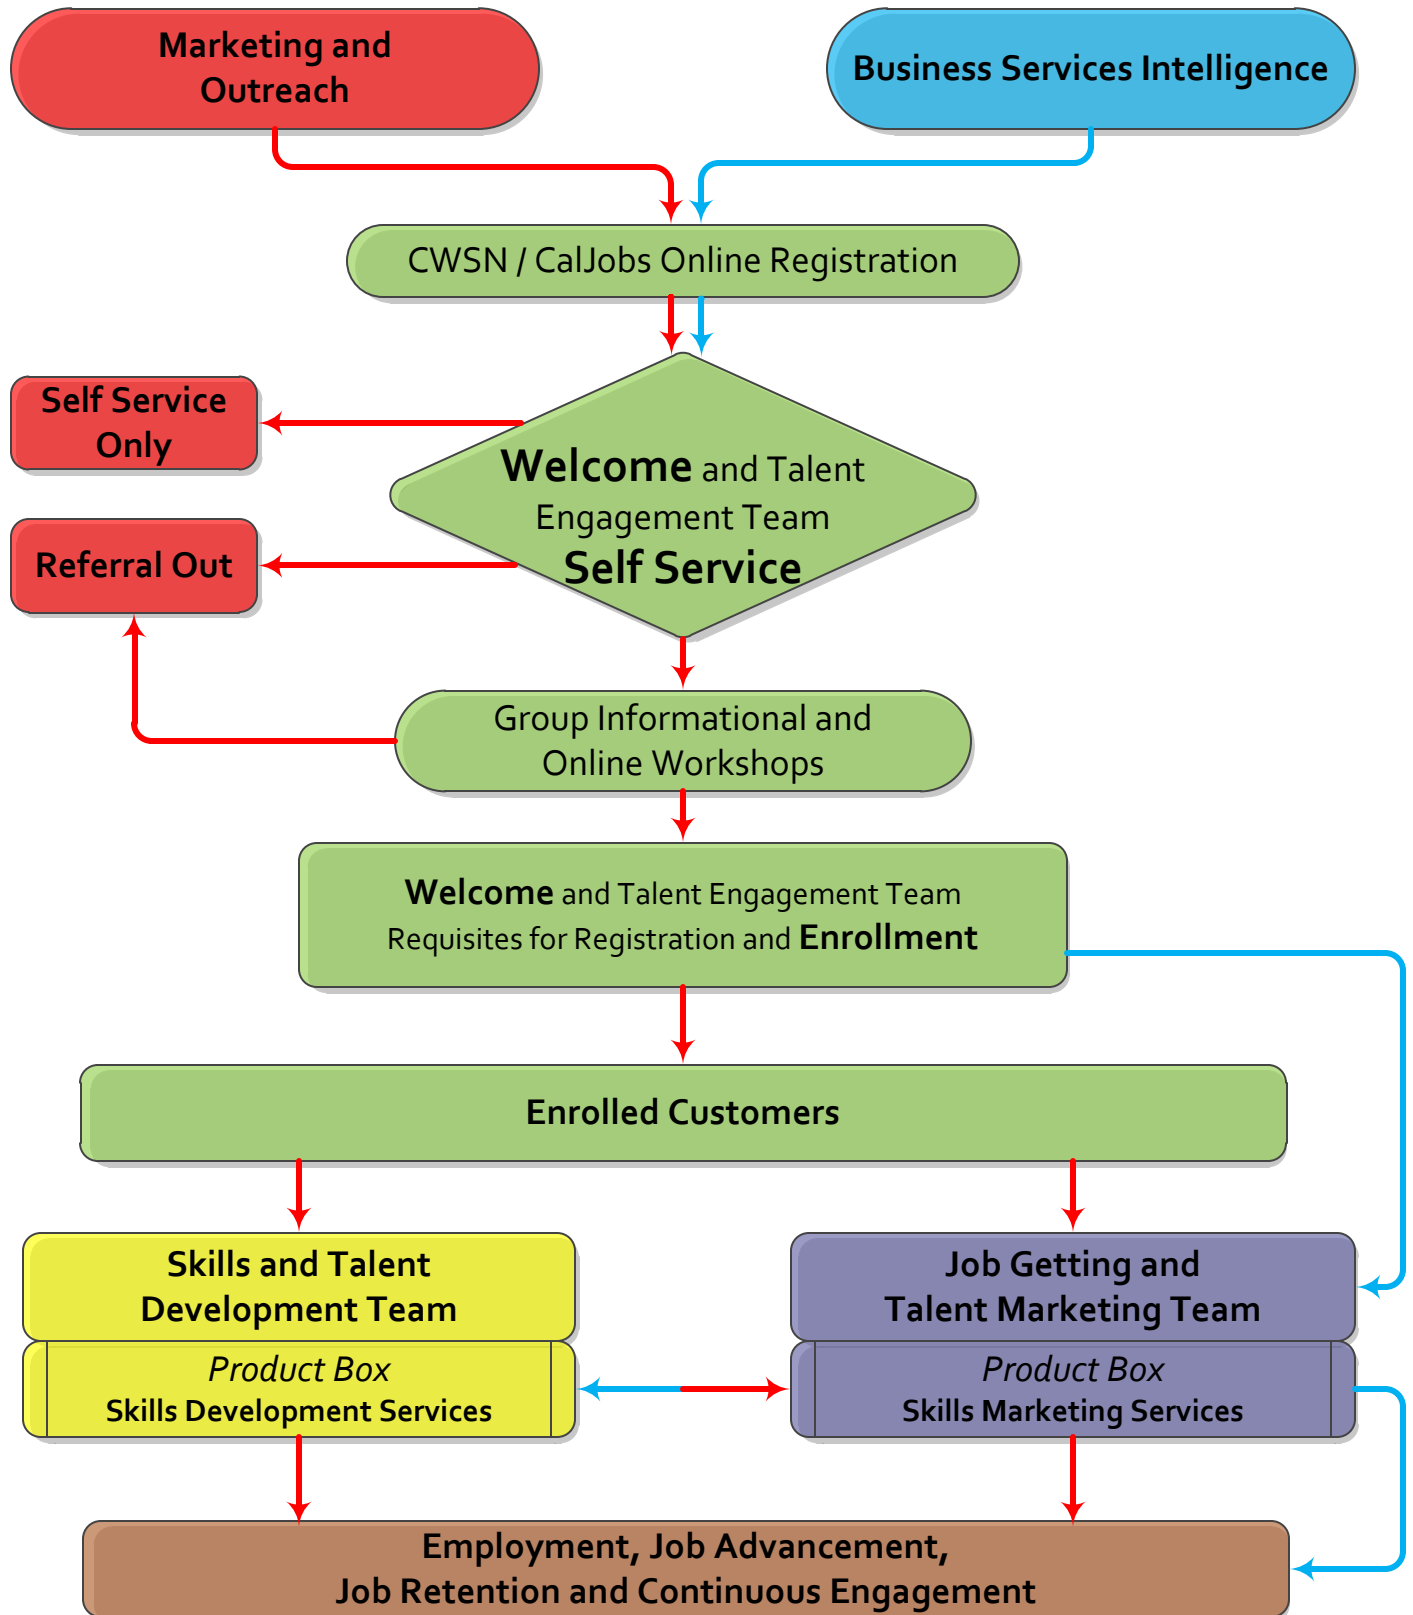 Marketing and
Outreach
Business Services Intelligence
CWSN / CalJobs Online Registration
Self Service
Only
Welcome and Talent
Engagement Team
Self Service
Referral Out
Group Informational and
Online Workshops
Welcome and Talent Engagement Team
Requisites for Registration and Enrollment
Enrolled Customers
Skills and Talent
Development Team
Product Box
Skills Development Services
Job Getting and
Talent Marketing Team
Product Box
Skills Marketing Services
Employment, Job Advancement,
Job Retention and Continuous Engagement